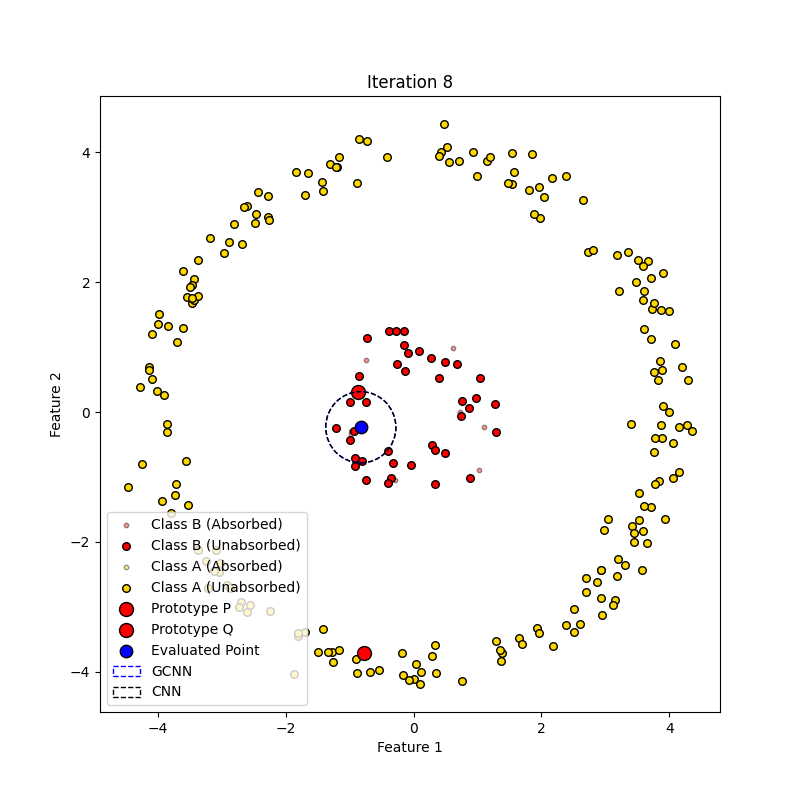 Iteration 8
4
2
0
−2
−4
Feature 2
Class B (Absorbed)
Class B (Unabsorbed)
Class A (Absorbed)
Class A (Unabsorbed)
Prototype P
Prototype Q
Evaluated Point
GCNN
CNN
−4 −2 0 2 4
Feature 1